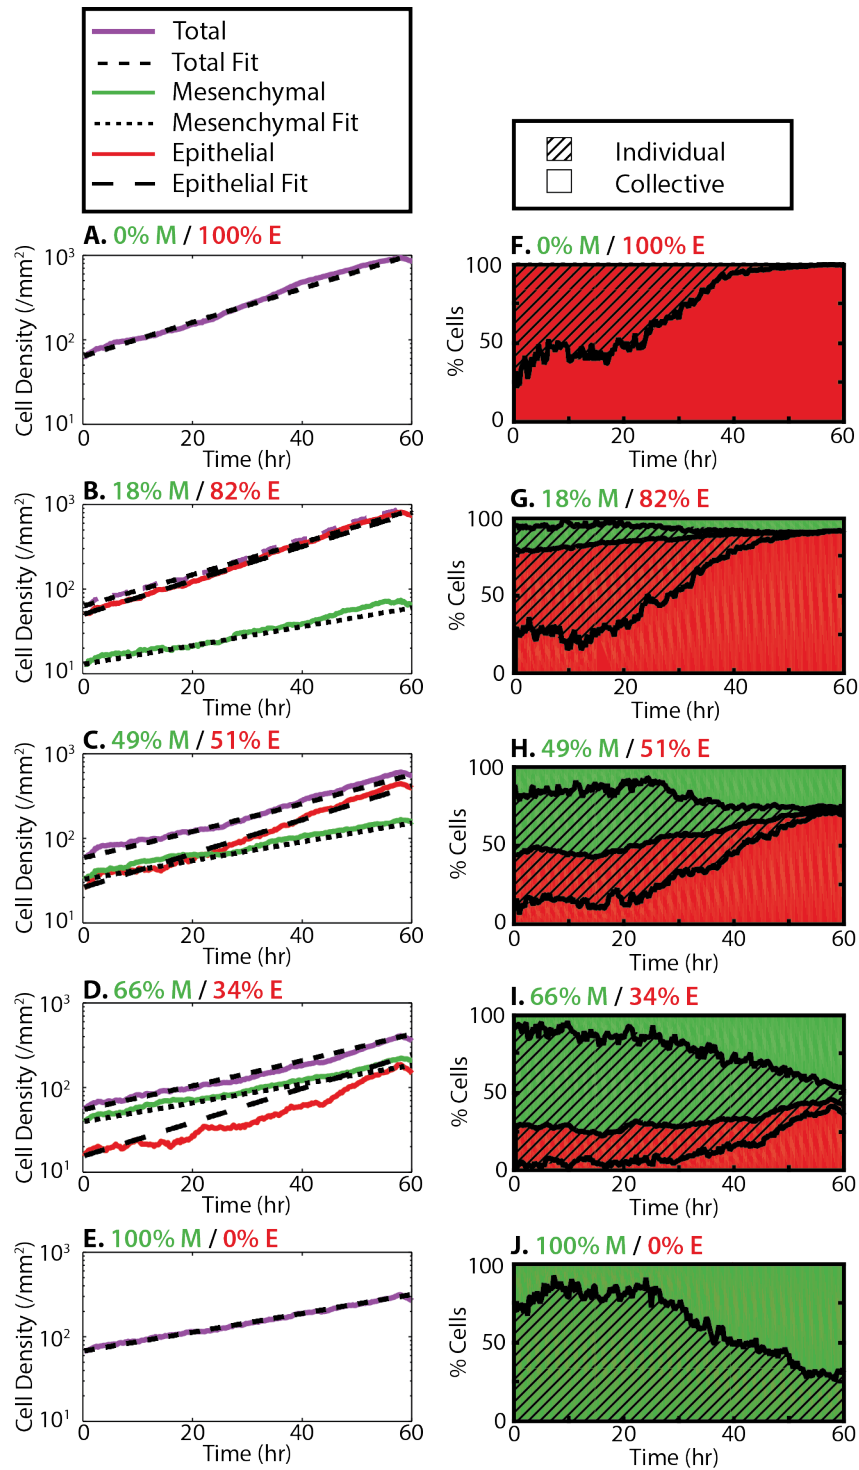 Total
Total Fit
Mesenchymal
Mesenchymal Fit
Epithelial
Epithelial Fit
Individual
Collective
A. 0% M / 100% E
Cell Density (/mm²)
10³
10²
10¹
0 20 40 60
Time (hr)
F. 0% M / 100% E
% Cells
100
50
0
0 20 40 60
Time (hr)
B. 18% M / 82% E
Cell Density (/mm²)
10³
10²
10¹
0 20 40 60
Time (hr)
G. 18% M / 82% E
% Cells
100
50
0
0 20 40 60
Time (hr)
C. 49% M / 51% E
Cell Density (/mm²)
10³
10²
10¹
0 20 40 60
Time (hr)
H. 49% M / 51% E
% Cells
100
50
0
0 20 40 60
Time (hr)
D. 66% M / 34% E
Cell Density (/mm²)
10³
10²
10¹
0 20 40 60
Time (hr)
I. 66% M / 34% E
% Cells
100
50
0
0 20 40 60
Time (hr)
E. 100% M / 0% E
Cell Density (/mm²)
10³
10²
10¹
0 20 40 60
Time (hr)
J. 100% M / 0% E
% Cells
100
50
0
0 20 40 60
Time (hr)